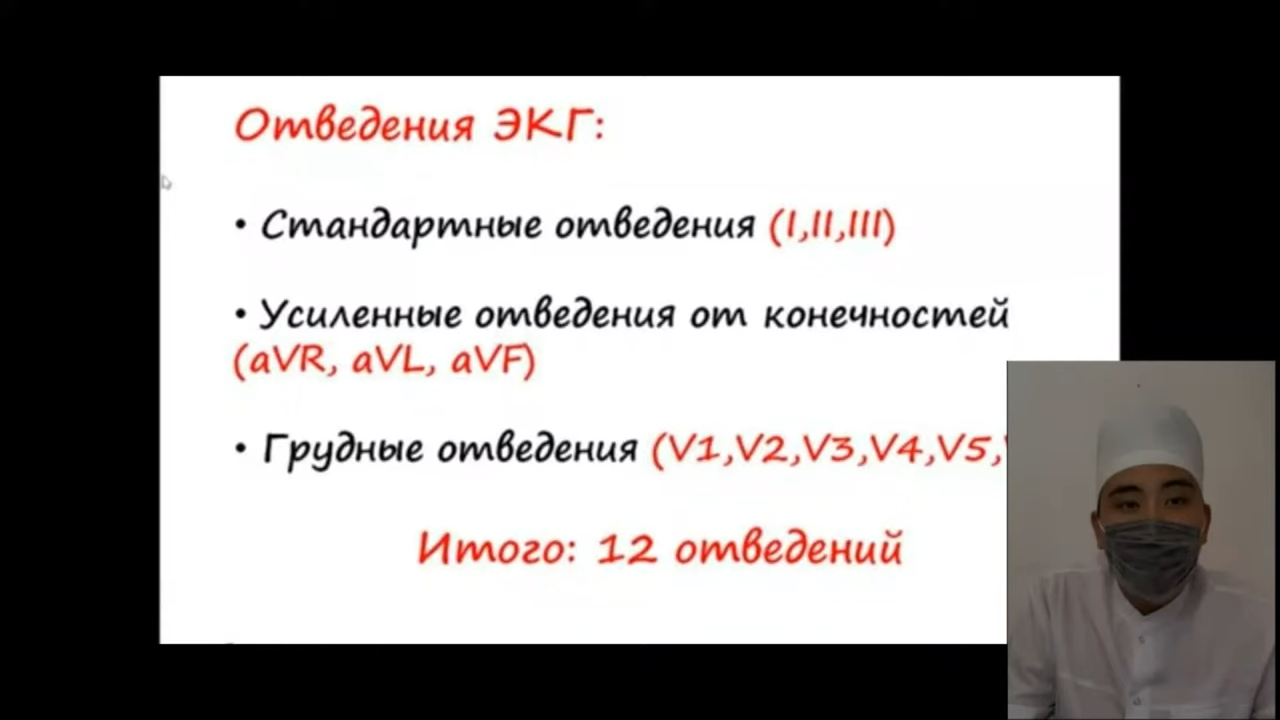 Отведения ЭКГ:
• Стандартные отведения (I,II,III)
• Усиленные отведения от конечностей
(aVR, aVL, aVF)
• Грудные отведения (V1,V2,V3,V4,V5,
Итого: 12 отведений